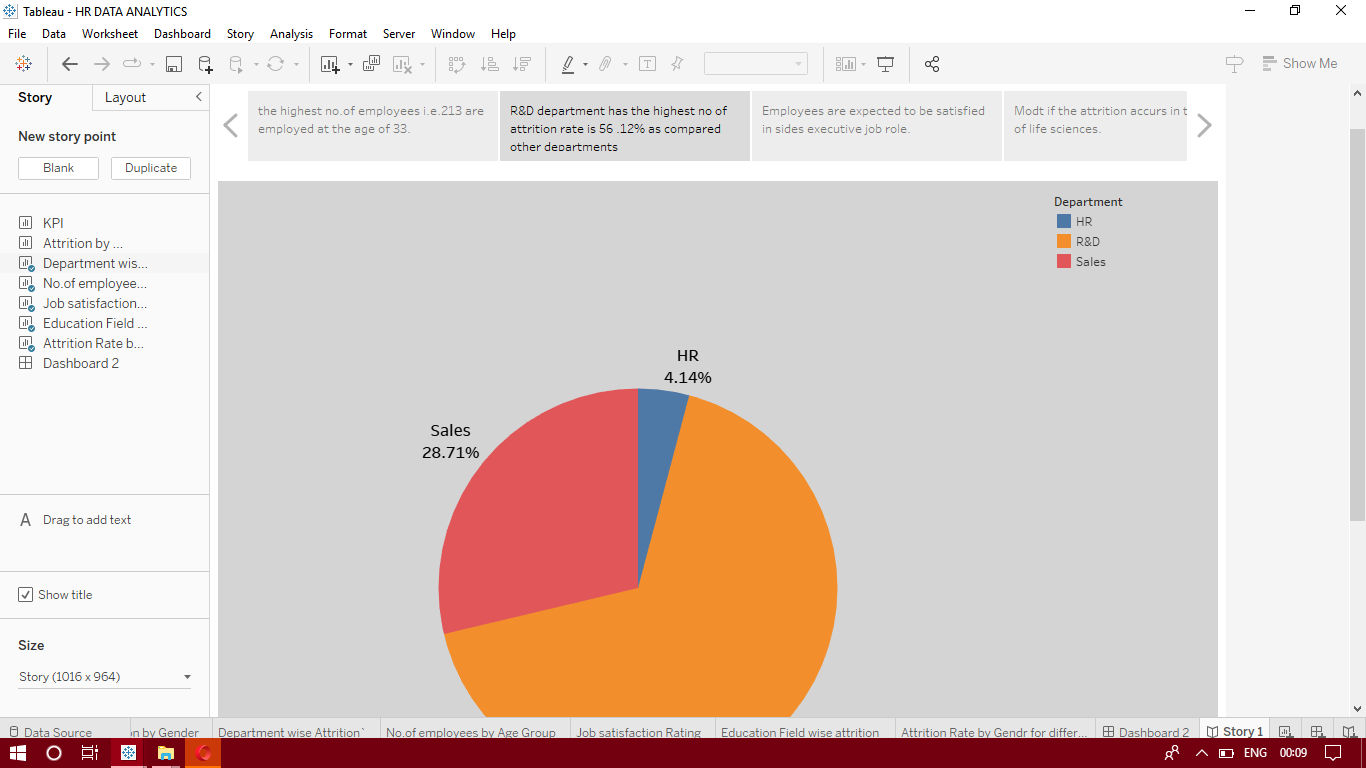 Tableau - HR DATA ANALYTICS
File Data Worksheet Dashboard Story Analysis Format Server Window Help
Show Me
Story Layout
New story point
Blank Duplicate
KPI
Attrition by ...
Department wis...
No.of employee...
Job satisfaction...
Education Field ...
Attrition Rate b...
Dashboard 2
A Drag to add text
Show title
Size
Story (1016 x 964)
the highest no.of employees i.e.213 are
employed at the age of 33.
R&D department has the highest no of
attrition rate is 56 .12% as compared
other departments
Employees are expected to be satisfied
in sides executive job role.
Modt if the attrition accurs in t
of life sciences.
Department
HR
R&D
Sales
HR
4.14%
Sales
28.71%
Data Source n by Gender Department wise Attrition` No.of employees by Age Group Job satisfaction Rating Education Field wise attrition Attrition Rate by Gendr for differ... Dashboard 2 Story 1
ENG 00:09